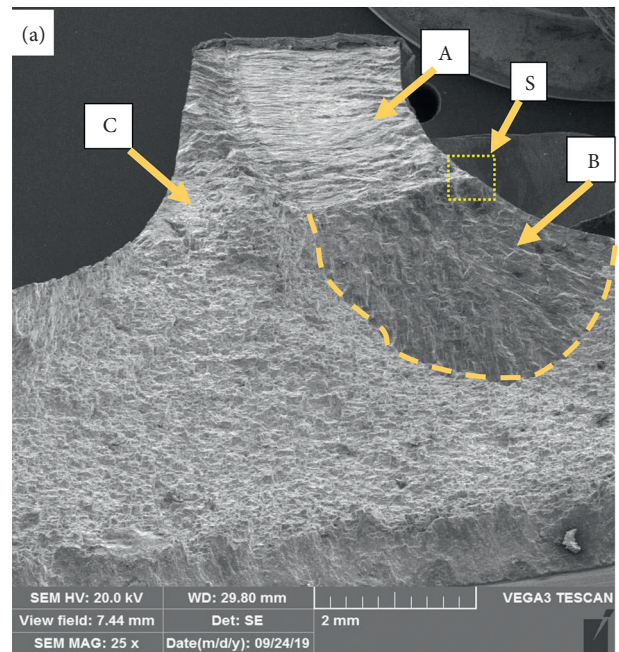 (a)
A
S
C
B
SEM HV: 20.0 kV
WD: 29.80 mm
VEGA3 TESCAN
View field: 7.44 mm
Det: SE
2 mm
SEM MAG: 25 x
Date(m/d/y): 09/24/19